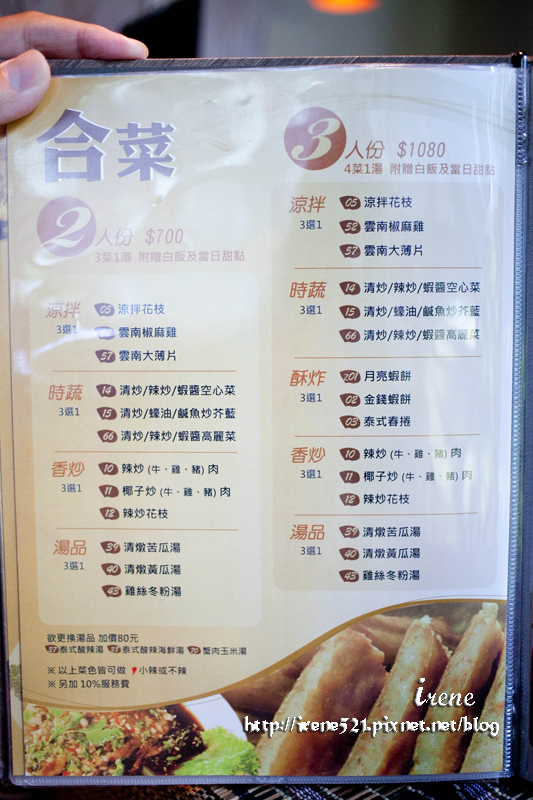 合菜
2人份 $700
3菜1湯 附贈白飯及當日甜點
涼拌
3選1
05 涼拌花枝
52 雲南椒麻雞
57 雲南大薄片
時蔬
3選1
14 清炒/辣炒/蝦醬空心菜
15 清炒/蠔油/鹹魚炒芥藍
66 清炒/辣炒/蝦醬高麗菜
香炒
3選1
10 辣炒 (牛、雞、豬) 肉
11 椰子炒 (牛、雞、豬) 肉
12 辣炒花枝
湯品
3選1
39 清燉苦瓜湯
40 清燉黃瓜湯
43 雞絲冬粉湯
欲更換湯品 加價80元
37 泰式酸辣湯 38 泰式酸辣海鮮湯 75 蟹肉玉米湯
※ 以上菜色皆可做 小辣或不辣
※ 另加 10%服務費
3人份 $1080
4菜1湯 附贈白飯及當日甜點
涼拌
3選1
05 涼拌花枝
52 雲南椒麻雞
57 雲南大薄片
時蔬
3選1
14 清炒/辣炒/蝦醬空心菜
15 清炒/蠔油/鹹魚炒芥藍
66 清炒/辣炒/蝦醬高麗菜
酥炸
3選1
201 月亮蝦餅
02 金錢蝦餅
03 泰式春捲
香炒
3選1
10 辣炒 (牛、雞、豬) 肉
11 椰子炒 (牛、雞、豬) 肉
12 辣炒花枝
湯品
3選1
39 清燉苦瓜湯
40 清燉黃瓜湯
43 雞絲冬粉湯
irene
http://irene521.pixnet.net/blog